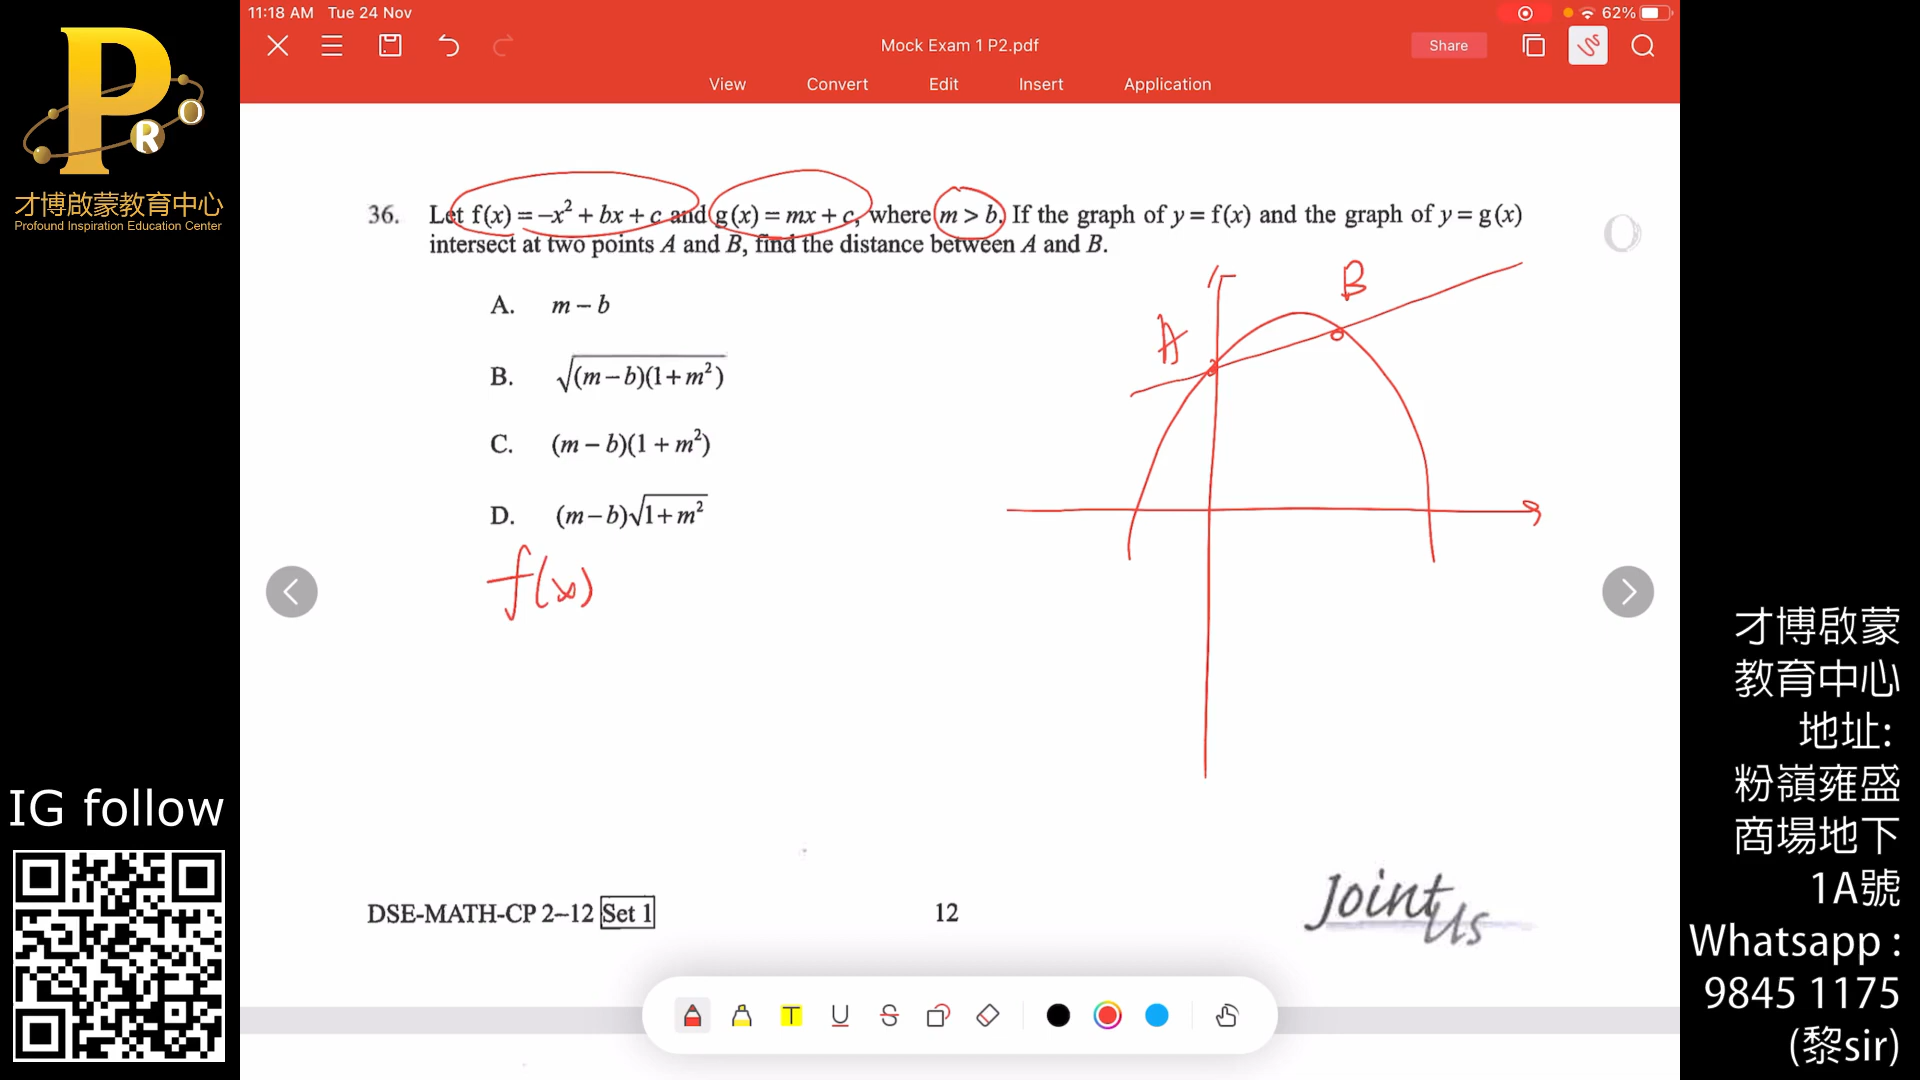 11:18 AM Tue 24 Nov
62%
Mock Exam 1 P2.pdf
Share
View Convert Edit Insert Application
P R O
才博啟蒙教育中心
Profound Inspiration Education Center
36. Let f(x) = −x² + bx + c and g(x) = mx + c, where m > b. If the graph of y = f(x) and the graph of y = g(x)
intersect at two points A and B, find the distance between A and B.
A. m − b
B. √((m − b)(1 + m²))
C. (m − b)(1 + m²)
D. (m − b)√(1 + m²)
f(x)
A
B
DSE-MATH-CP 2–12 Set 1
12
Joint Us
IG follow
才博啟蒙
教育中心
地址:
粉嶺雍盛
商場地下
1A號
Whatsapp :
9845 1175
(黎sir)